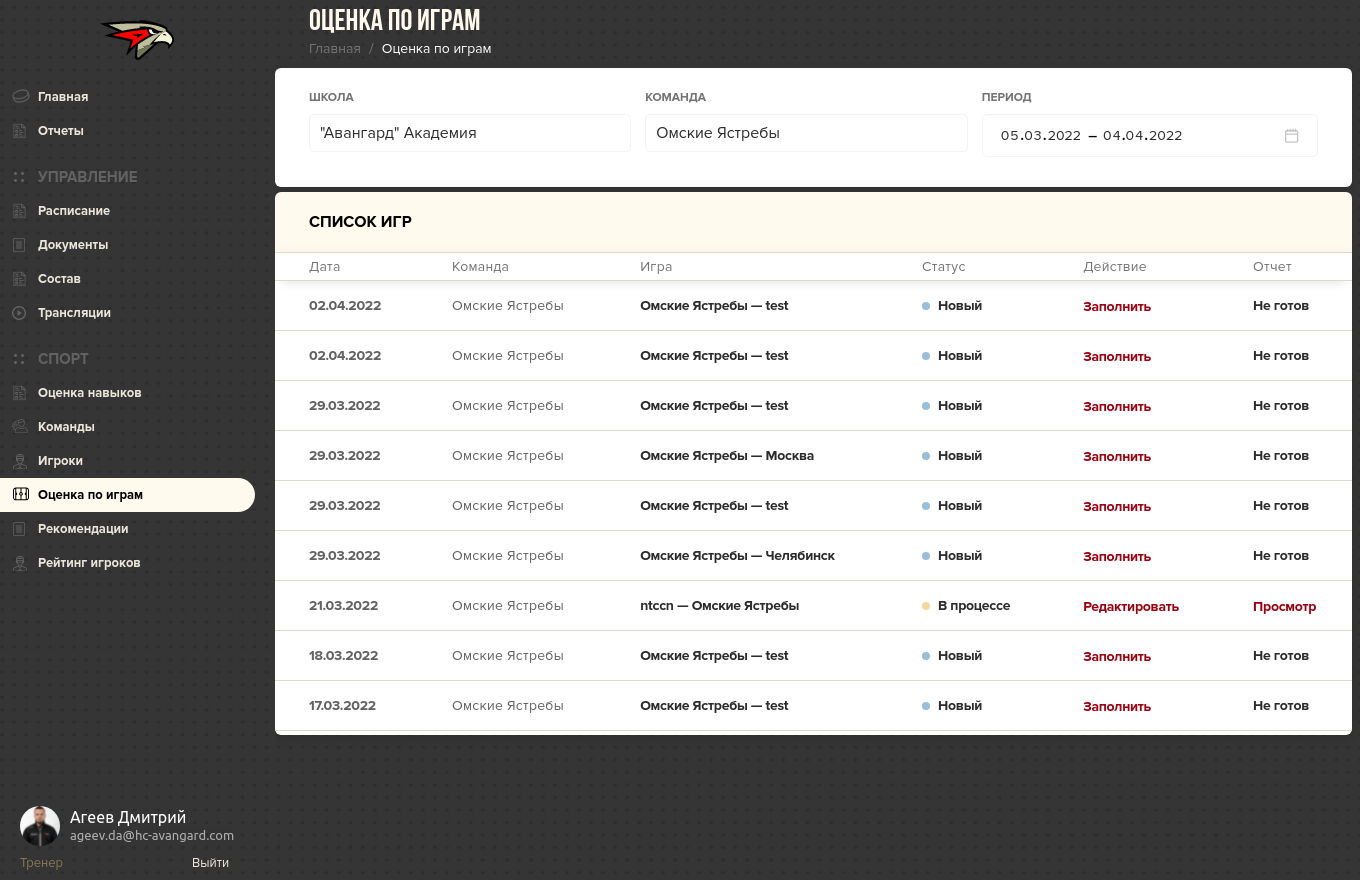 ОЦЕНКА ПО ИГРАМ
Главная / Оценка по играм
Главная
Отчеты
УПРАВЛЕНИЕ
Расписание
Документы
Состав
Трансляции
СПОРТ
Оценка навыков
Команды
Игроки
Оценка по играм
Рекомендации
Рейтинг игроков
Агеев Дмитрий
ageev.da@hc-avangard.com
Тренер Выйти
ШКОЛА КОМАНДА ПЕРИОД
"Авангард" Академия Омские Ястребы 05.03.2022 – 04.04.2022
СПИСОК ИГР
Дата Команда Игра Статус Действие Отчет
02.04.2022 Омские Ястребы Омские Ястребы — test Новый Заполнить Не готов
02.04.2022 Омские Ястребы Омские Ястребы — test Новый Заполнить Не готов
29.03.2022 Омские Ястребы Омские Ястребы — test Новый Заполнить Не готов
29.03.2022 Омские Ястребы Омские Ястребы — Москва Новый Заполнить Не готов
29.03.2022 Омские Ястребы Омские Ястребы — test Новый Заполнить Не готов
29.03.2022 Омские Ястребы Омские Ястребы — Челябинск Новый Заполнить Не готов
21.03.2022 Омские Ястребы ntccn — Омские Ястребы В процессе Редактировать Просмотр
18.03.2022 Омские Ястребы Омские Ястребы — test Новый Заполнить Не готов
17.03.2022 Омские Ястребы Омские Ястребы — test Новый Заполнить Не готов